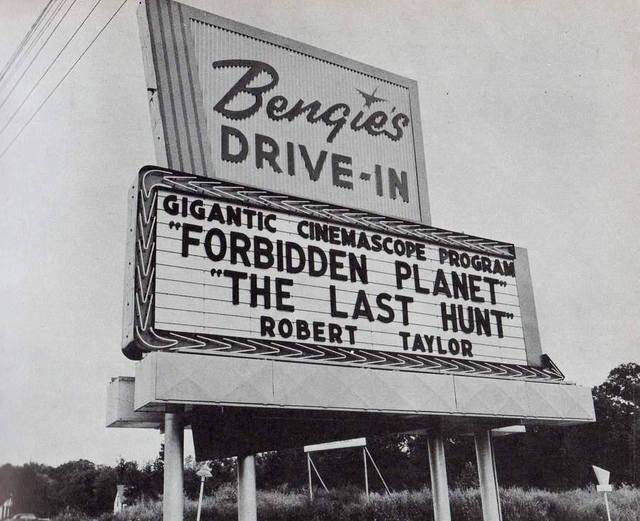 Bengie's
DRIVE-IN
GIGANTIC CINEMASCOPE PROGRAM
"FORBIDDEN PLANET"
"THE LAST HUNT"
ROBERT TAYLOR